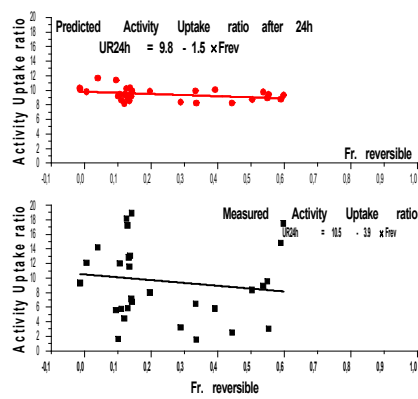 Predicted Activity Uptake ratio after 24h
UR24h = 9.8 - 1.5 ×Frev
Activity Uptake ratio
20
18
16
14
12
10
8
6
4
2
0
-0,1 0,0 0,1 0,2 0,3 0,4 0,5 0,6 0,7 0,8 0,9 1,0
Fr. reversible
Measured Activity Uptake ratio
UR24h = 10.5 - 3.9 ×Frev
Activity Uptake ratio
20
18
16
14
12
10
8
6
4
2
0
-0,1 0,0 0,1 0,2 0,3 0,4 0,5 0,6 0,7 0,8 0,9 1,0
Fr. reversible